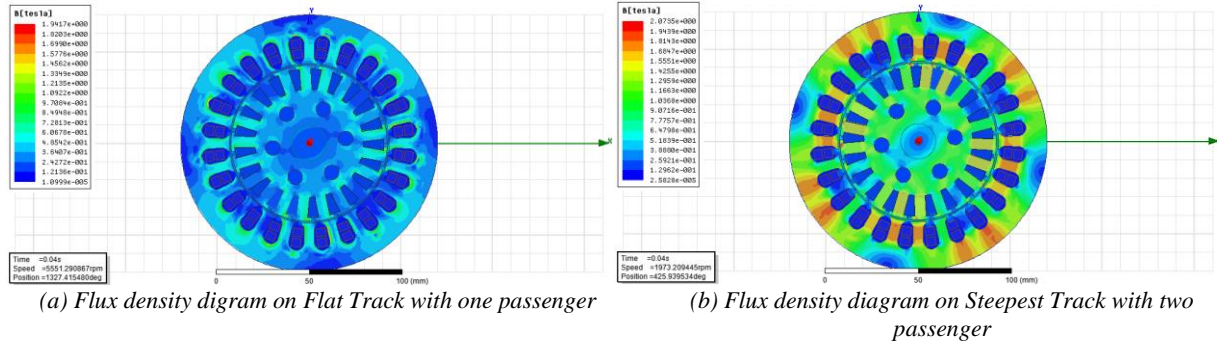 B[tesla]
1.9417e+000
1.8203e+000
1.6990e+000
1.5776e+000
1.4562e+000
1.3349e+000
1.2135e+000
1.0922e+000
9.7084e-001
8.4948e-001
7.2813e-001
6.0678e-001
4.8542e-001
3.6407e-001
2.4272e-001
1.2136e-001
1.0999e-005
Y
X
Time =0.04s
Speed =5551.290867rpm
Position =1327.415480deg
0 50 100 (mm)
(a) Flux density digram on Flat Track with one passenger
B[tesla]
2.0735e+000
1.9439e+000
1.8143e+000
1.6847e+000
1.5551e+000
1.4255e+000
1.2959e+000
1.1663e+000
1.0368e+000
9.0716e-001
7.7757e-001
6.4798e-001
5.1839e-001
3.8880e-001
2.5921e-001
1.2962e-001
2.5028e-005
Y
Time =0.04s
Speed =1973.209445rpm
Position =425.939534deg
0 50 100 (mm)
(b) Flux density diagram on Steepest Track with two
passenger